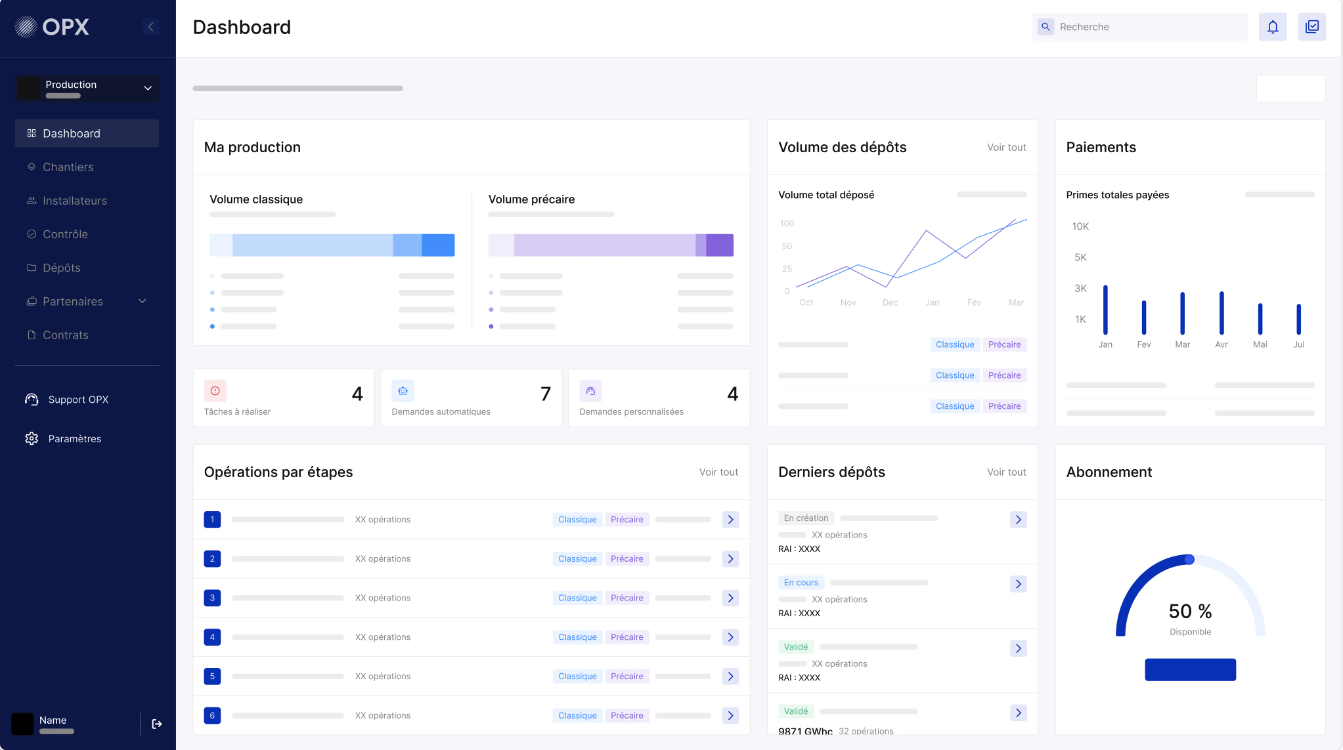 OPX
Dashboard
Recherche
Production
Dashboard
Chantiers
Installateurs
Contrôle
Dépôts
Partenaires
Contrats
Support OPX
Paramètres
Name
Ma production
Volume classique
Volume précaire
4
Tâches à réaliser
7
Demandes automatiques
4
Demandes personnalisées
Volume des dépôts Voir tout
Volume total déposé
100
50
25
0
Oct Nov Dec Jan Fév Mar
Classique Précaire
Classique Précaire
Classique Précaire
Paiements
Primes totales payées
10K
5K
3K
1K
Jan Fev Mar Avr Mai Jui
Opérations par étapes Voir tout
1 XX opérations Classique Précaire
2 XX opérations Classique Précaire
3 XX opérations Classique Précaire
4 XX opérations Classique Précaire
5 XX opérations Classique Précaire
6 XX opérations Classique Précaire
Derniers dépôts Voir tout
En création
XX opérations
RAI : XXXX
En cours
XX opérations
RAI : XXXX
Validé
XX opérations
RAI : XXXX
Validé
987,1 GWhc 32 opérations
Abonnement
50 %
Disponible